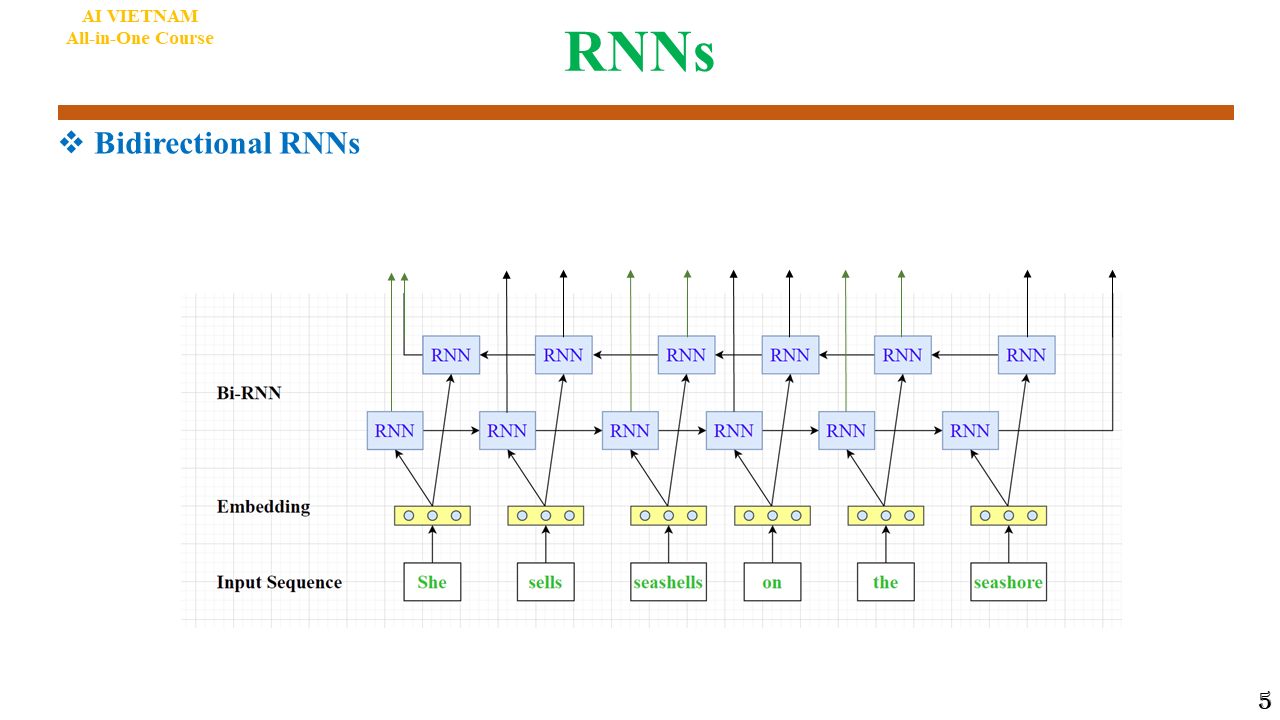 AI VIETNAM
All-in-One Course
RNNs
Bidirectional RNNs
RNN RNN RNN RNN RNN RNN
Bi-RNN
RNN RNN RNN RNN RNN RNN
Embedding
Input Sequence She sells seashells on the seashore
5